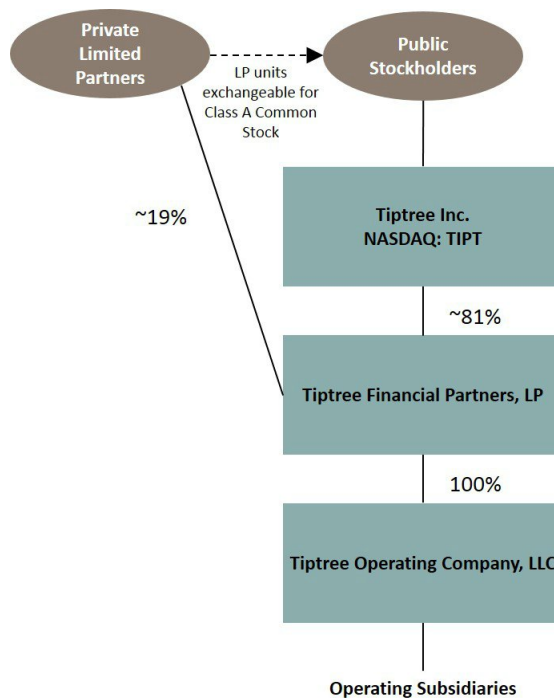 Private
Limited
Partners
Public
Stockholders
LP units
exchangeable for
Class A Common
Stock
~19%
Tiptree Inc.
NASDAQ: TIPT
~81%
Tiptree Financial Partners, LP
100%
Tiptree Operating Company, LLC
Operating Subsidiaries